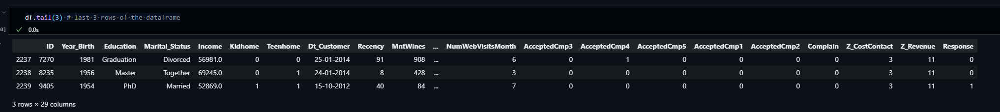 df.tail(3) # last 3 rows of the dataframe
0.0s
ID Year_Birth Education Marital_Status Income Kidhome Teenhome Dt_Customer Recency MntWines ... NumWebVisitsMonth AcceptedCmp3 AcceptedCmp4 AcceptedCmp5 AcceptedCmp1 AcceptedCmp2 Complain Z_CostContact Z_Revenue Response
2237 7270 1981 Graduation Divorced 56981.0 0 0 25-01-2014 91 908 ... 6 0 1 0 0 0 0 3 11 0
2238 8235 1956 Master Together 69245.0 0 1 24-01-2014 8 428 ... 3 0 0 0 0 0 0 3 11 0
2239 9405 1954 PhD Married 52869.0 1 1 15-10-2012 40 84 ... 7 0 0 0 0 0 0 3 11 1
3 rows × 29 columns